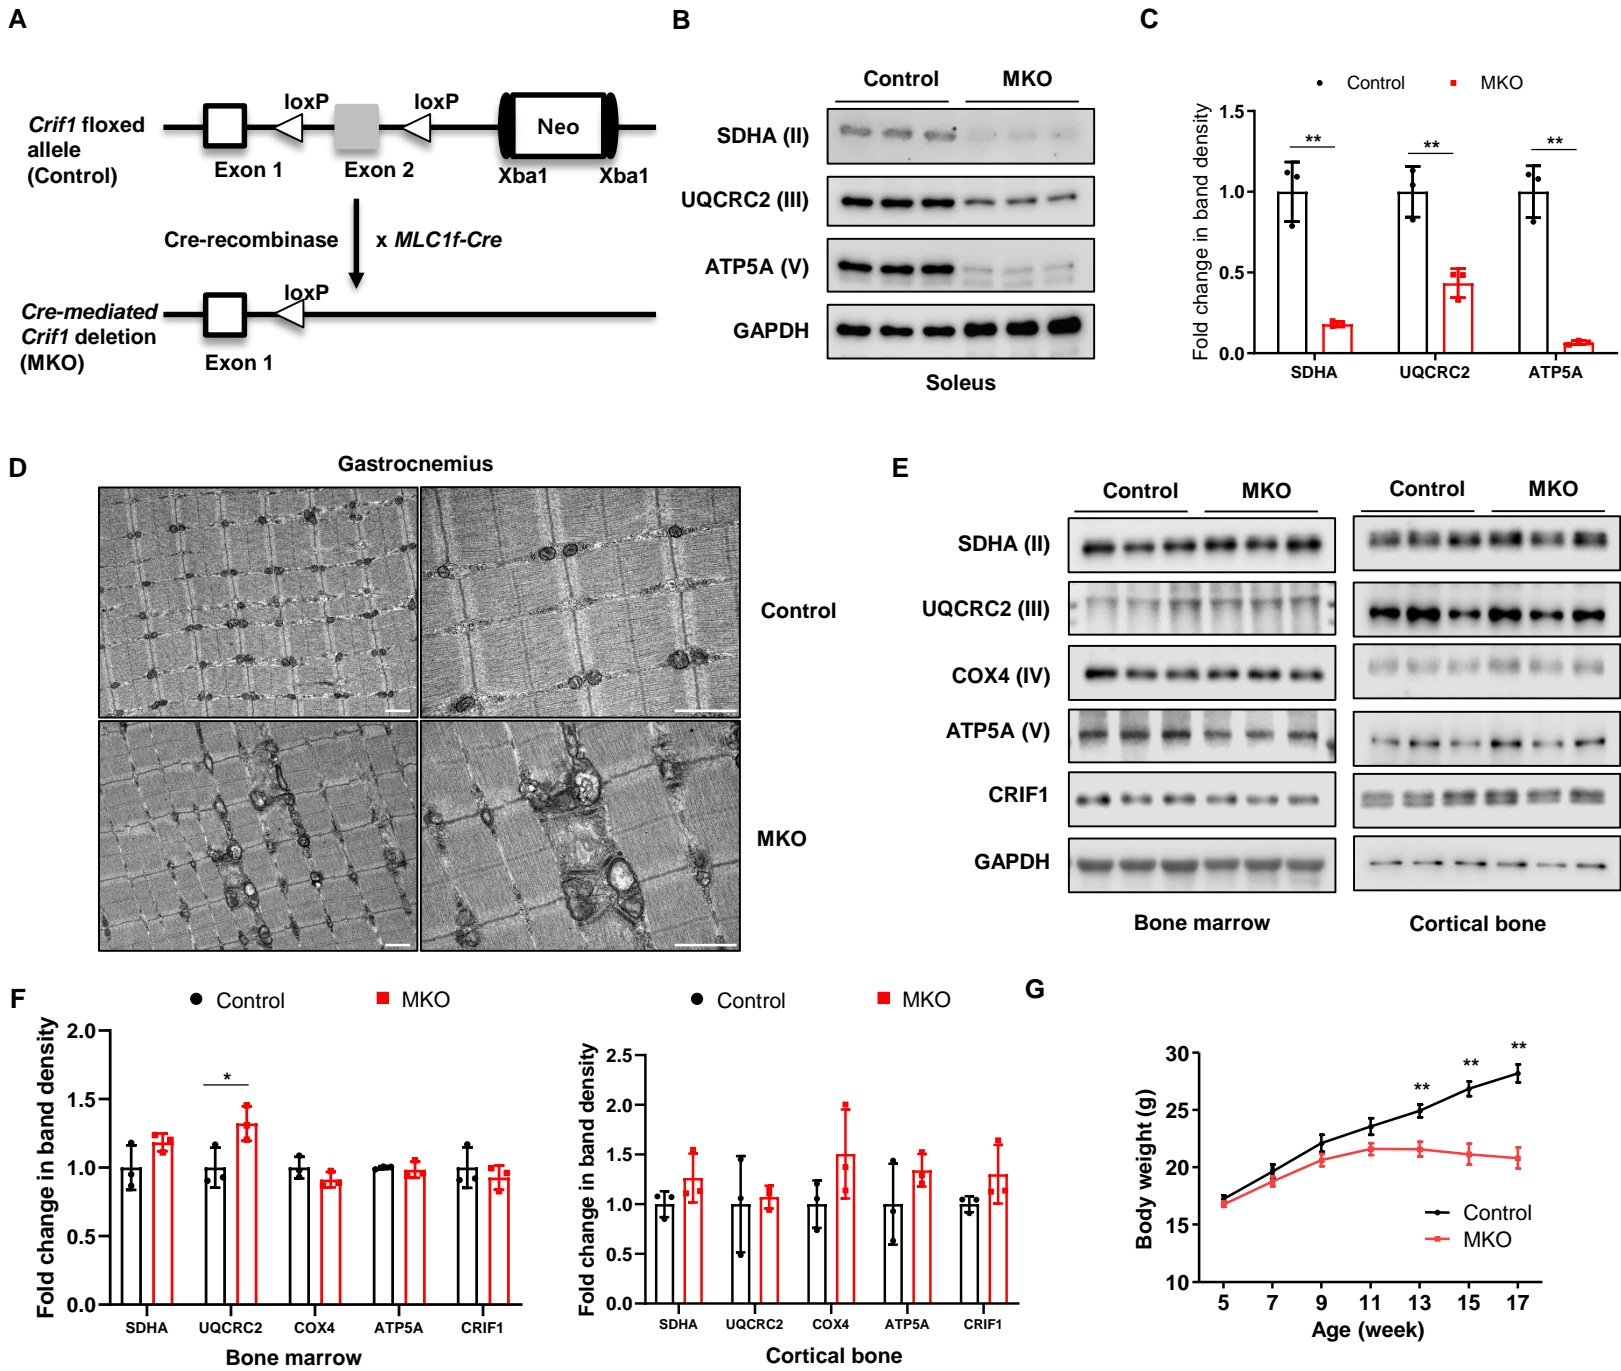 A
Crif1 floxed
allele
(Control)
loxP
loxP
Neo
Exon 1
Exon 2
Xba1
Xba1
Cre-recombinase
x MLC1f-Cre
Cre-mediated
Crif1 deletion
(MKO)
loxP
Exon 1
B
Control
MKO
SDHA (II)
UQCRC2 (III)
ATP5A (V)
GAPDH
Soleus
C
Control
MKO
Fold change in band density
1.5
1.0
0.5
0.0
**
**
**
SDHA
UQCRC2
ATP5A
D
Gastrocnemius
Control
MKO
E
Control
MKO
Control
MKO
SDHA (II)
UQCRC2 (III)
COX4 (IV)
ATP5A (V)
CRIF1
GAPDH
Bone marrow
Cortical bone
F
Control
MKO
Fold change in band density
2.0
1.5
1.0
0.5
0.0
*
SDHA
UQCRC2
COX4
ATP5A
CRIF1
Bone marrow
Control
MKO
Fold change in band density
2.5
2.0
1.5
1.0
0.5
0.0
SDHA
UQCRC2
COX4
ATP5A
CRIF1
Cortical bone
G
Body weight (g)
30
25
20
15
10
**
**
**
Control
MKO
5
7
9
11
13
15
17
Age (week)